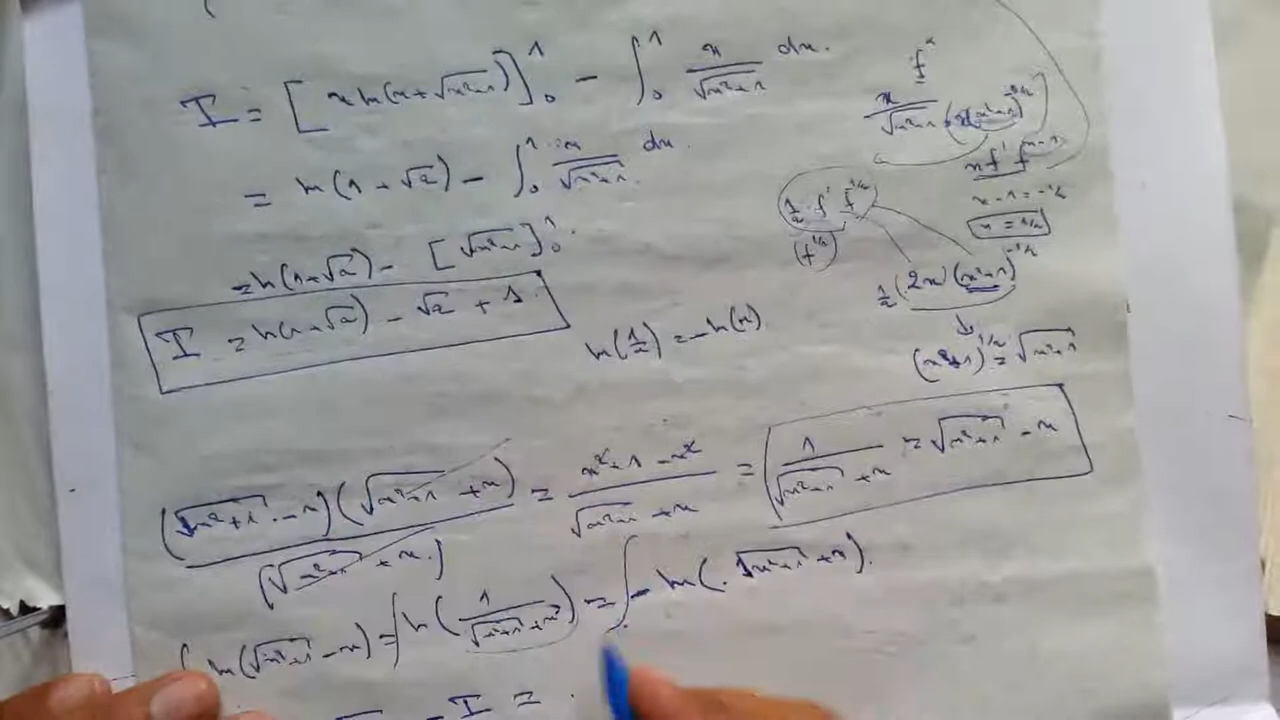 I = [x ln(x + √(x²+1))]₀¹ - ∫₀¹ x/√(x²+1) dx.
= ln(1 + √2) - ∫₀¹ x/√(x²+1) dx.
= ln(1+√2) - [√(x²+1)]₀¹.
I = ln(1+√2) - √2 + 1.
fⁿ
x/√(x²+1) = x(x²+1)^(-1/2)
n f' f^(n-1)
n - 1 = -1/2
n = 1/2
(f^(1/2))
1/2 (2x)(x²+1)^(-1/2)
(x²+1)^(1/2) = √(x²+1)
ln(1/x) = -ln(x)
(√(x²+1) - x)(√(x²+1) + x)/(√(x²+1) + x) = (x²+1-x²)/(√(x²+1) + x) = 1/(√(x²+1) + x) = √(x²+1) - x
∫ ln(√(x²+1) - x) = ∫ ln(1/(√(x²+1) + x)) = ∫ -ln(√(x²+1) + x).
- I =